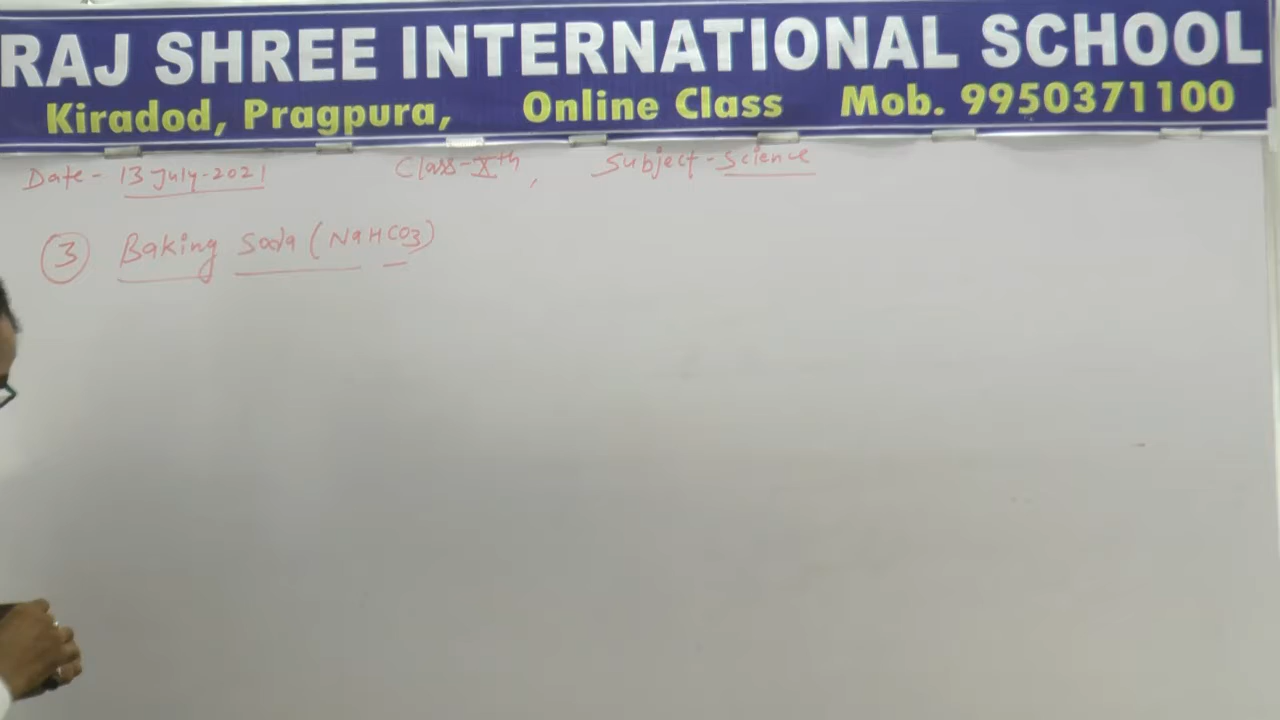 RAJ SHREE INTERNATIONAL SCHOOL
Kiradod, Pragpura, Online Class Mob. 9950371100
Date - 13 July-2021 Class-Xth, Subject-Science
3 Baking Soda (NaHCO3)